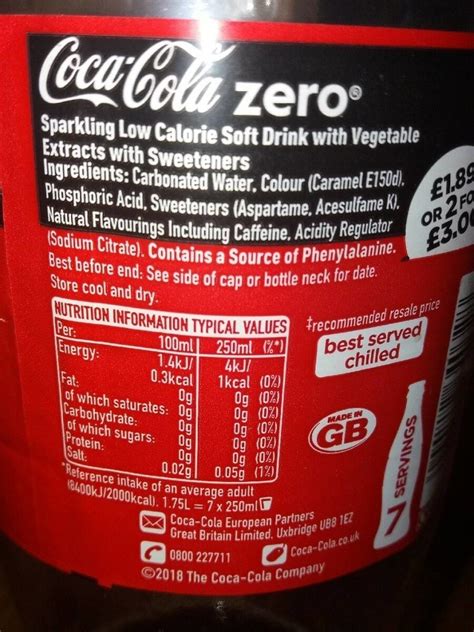 Coca-Cola zero®
Sparkling Low Calorie Soft Drink with Vegetable
Extracts with Sweeteners
Ingredients: Carbonated Water, Colour (Caramel E150d),
Phosphoric Acid, Sweeteners (Aspartame, Acesulfame K),
Natural Flavourings Including Caffeine, Acidity Regulator
(Sodium Citrate). Contains a Source of Phenylalanine.
Best before end: See side of cap or bottle neck for date.
Store cool and dry.
£1.89
OR 2 FO
£3.0
NUTRITION INFORMATION TYPICAL VALUES
Per: 100ml 250ml (%*)
Energy: 1.4kJ/ 4kJ/
0.3kcal 1kcal (0%)
Fat: 0g 0g (0%)
of which saturates: 0g 0g (0%)
Carbohydrate: 0g 0g (0%)
of which sugars: 0g 0g (0%)
Protein: 0g 0g (0%)
Salt: 0.02g 0.05g (1%)
*Reference intake of an average adult
(8400kJ/2000kcal). 1.75L = 7 x 250ml
‡recommended resale price
best served
chilled
MADE IN
GB
7 SERVINGS
Coca-Cola European Partners
Great Britain Limited, Uxbridge UB8 1EZ
0800 227711 Coca-Cola.co.uk
©2018 The Coca-Cola Company